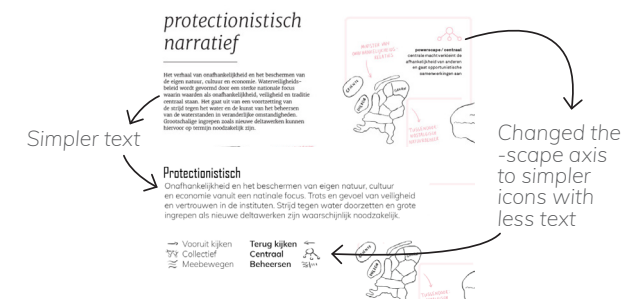 protectionistisch
narratief
Het verhaal van onafhankelijkheid en het beschermen van
de eigen natuur, cultuur en economie. Waterveiligheids-
beleid wordt gevormd door een sterke nationale focus
waarin waarden als onafhankelijkheid, veiligheid en traditie
centraal staan. Het gaat uit van een voortzetting van
de strijd tegen het water en de kunst van het beheersen
van de waterstanden in veranderlijke omstandigheden.
Grootschalige ingrepen zoals nieuwe deltawerken kunnen
hiervoor op termijn noodzakelijk zijn.
powerscape / centraal
centrale macht verkleint de
afhankelijkheid van anderen
en gaat opportunistische
samenwerkingen aan
Simpler text
Changed the
-scape axis
to simpler
icons with
less text
Protectionistisch
Onafhankelijkheid en het beschermen van eigen natuur, cultuur
en economie vanuit een natinale focus. Trots en gevoel van veiligheid
en vertrouwen in de instituten. Strijd tegen water doorzetten en grote
ingrepen als nieuwe deltawerken zijn waarschijnlijk noodzakelijk.
Vooruit kijken Terug kijken
Collectief Centraal
Meebewegen Beheersen